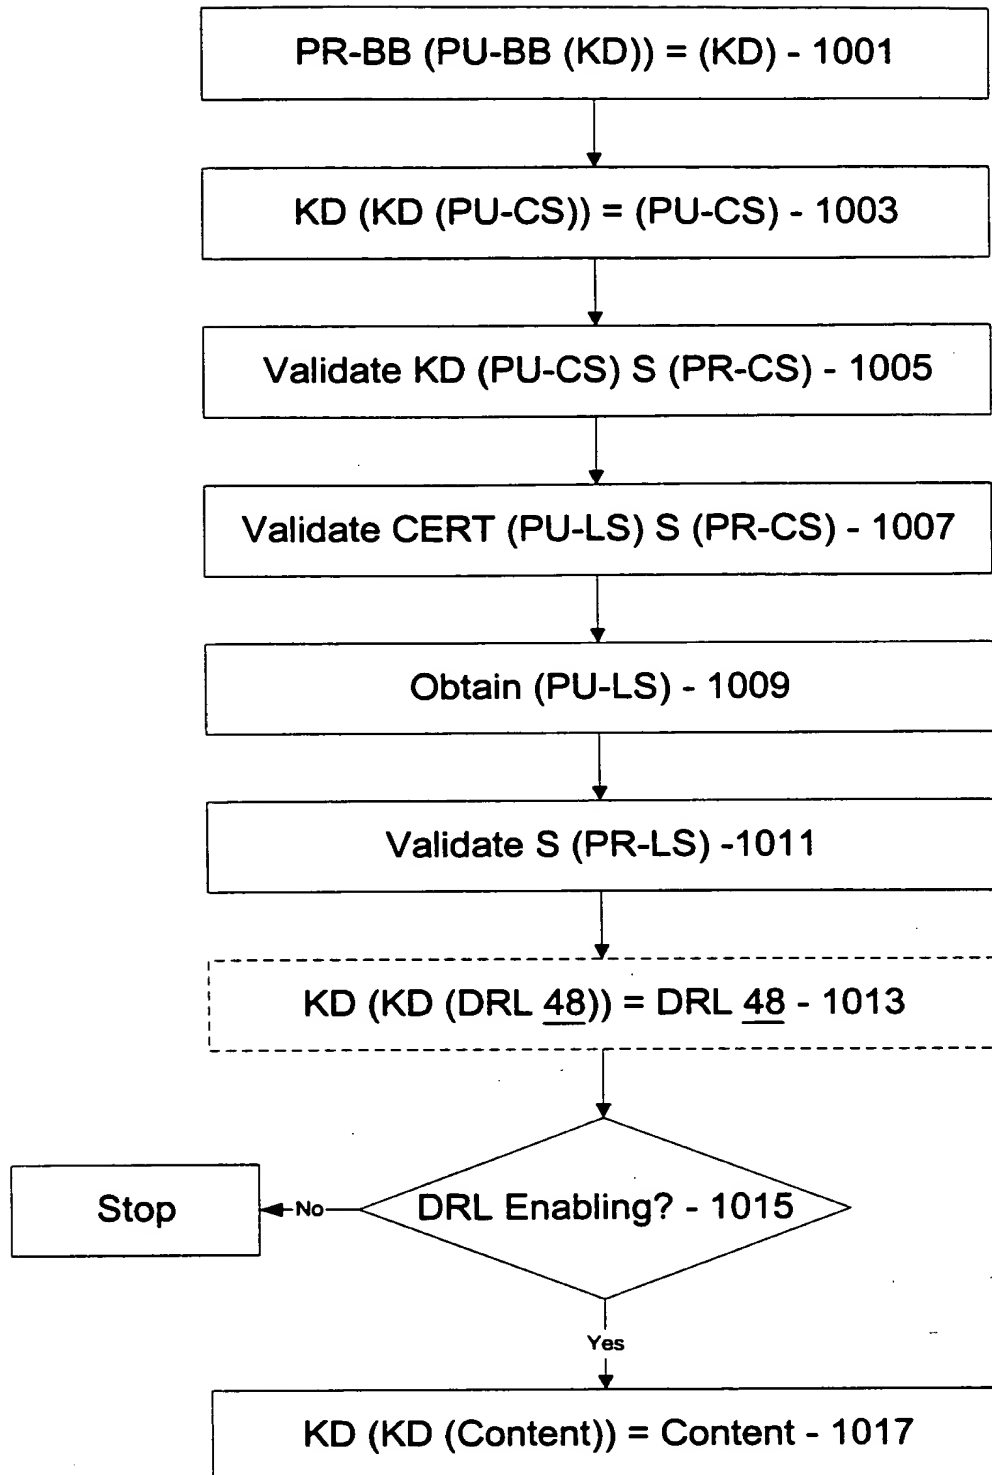 PR-BB (PU-BB (KD)) = (KD) - 1001
KD (KD (PU-CS)) = (PU-CS) - 1003
Validate KD (PU-CS) S (PR-CS) - 1005
Validate CERT (PU-LS) S (PR-CS) - 1007
Obtain (PU-LS) - 1009
Validate S (PR-LS) -1011
KD (KD (DRL 48)) = DRL 48 - 1013
DRL Enabling? - 1015
No
Stop
Yes
KD (KD (Content)) = Content - 1017